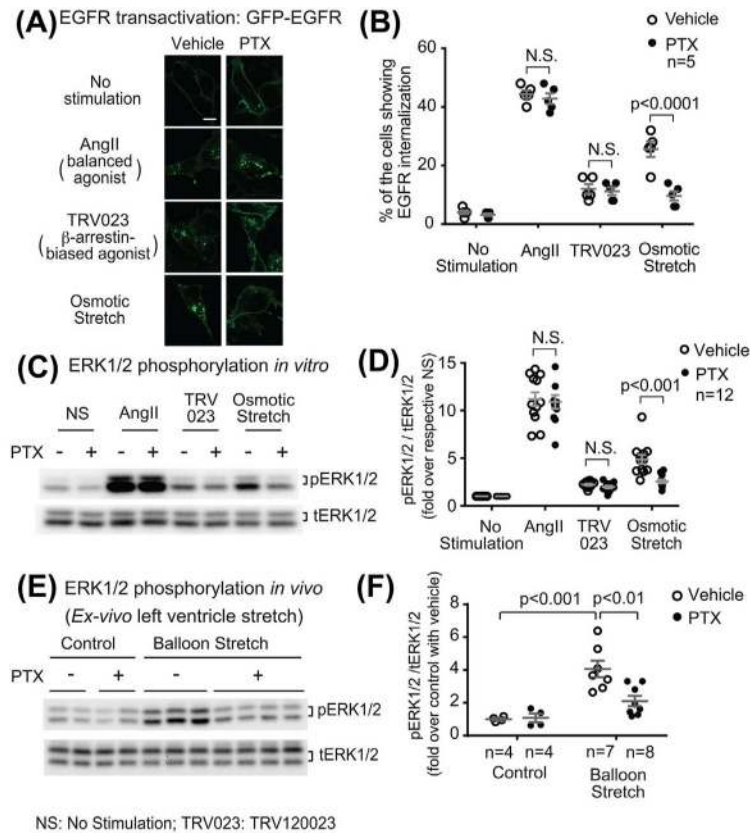 (A) EGFR transactivation: GFP-EGFR
Vehicle PTX
No
stimulation
AngII
( balanced )
agonist
TRV023
( β-arrestin- )
biased agonist
Osmotic
Stretch
(B)
Vehicle
PTX
n=5
% of the cells showing
EGFR internalization
60
40
20
0
N.S.
N.S.
p<0.0001
No
Stimulation
AngII
TRV023
Osmotic
Stretch
(C) ERK1/2 phosphorylation in vitro
NS AngII TRV
023 Osmotic
Stretch
PTX - + - + - + - +
pERK1/2
tERK1/2
(D)
Vehicle
PTX
n=12
pERK1/2 / tERK1/2
(fold over respective NS)
15
10
5
0
N.S.
N.S.
p<0.001
No
Stimulation
AngII
TRV
023
Osmotic
Stretch
(E) ERK1/2 phosphorylation in vivo
(Ex-vivo left ventricle stretch)
Control Balloon Stretch
PTX - + - +
pERK1/2
tERK1/2
(F)
Vehicle
PTX
pERK1/2 /tERK1/2
(fold over control with vehicle)
8
6
4
2
0
p<0.001 p<0.01
n=4 n=4 n=7 n=8
Control
Balloon
Stretch
NS: No Stimulation; TRV023: TRV120023